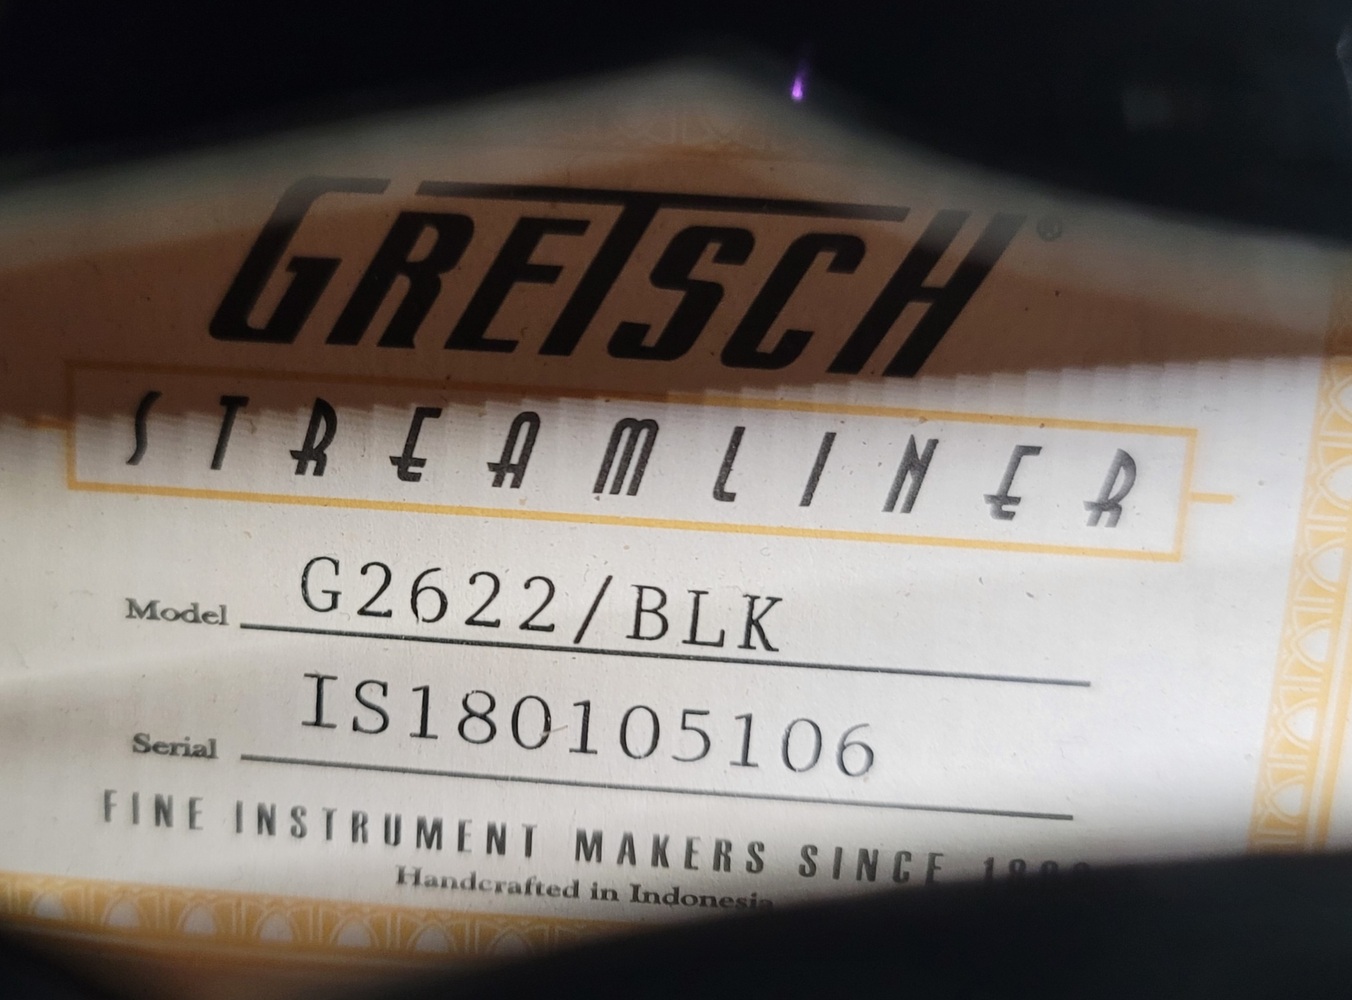 GRETSCH®
STREAMLINER
Model G2622/BLK
Serial IS180105106
FINE INSTRUMENT MAKERS SINCE
Handcrafted in Indonesia